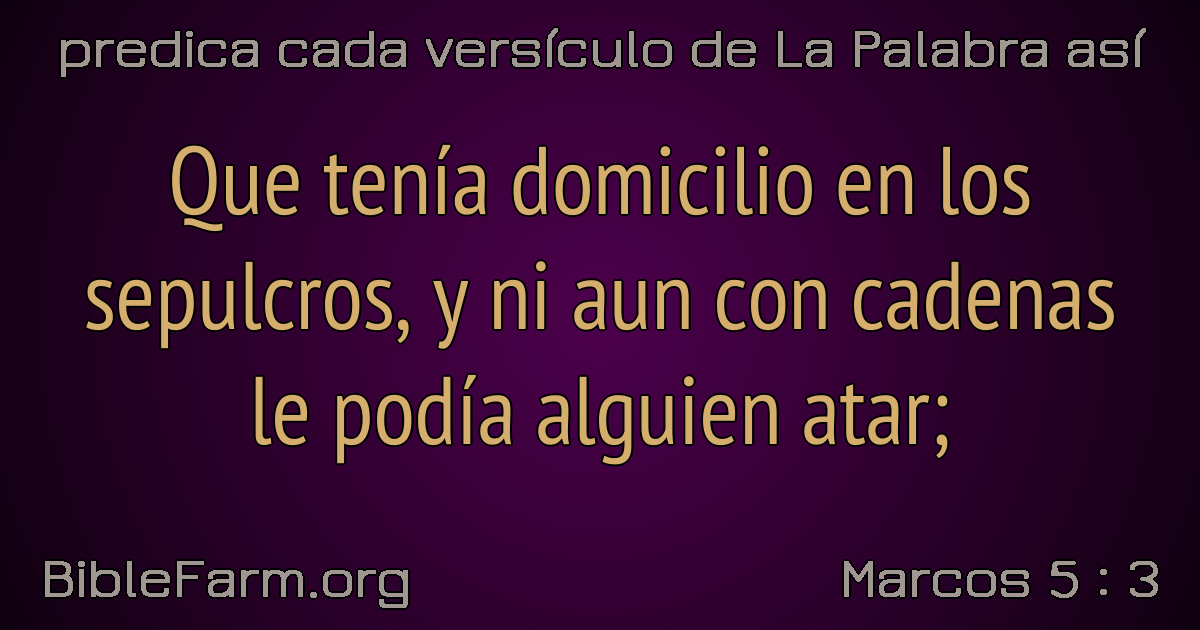 predica cada versículo de La Palabra así
Que tenía domicilio en los
sepulcros, y ni aun con cadenas
le podía alguien atar;
BibleFarm.org
Marcos 5 : 3